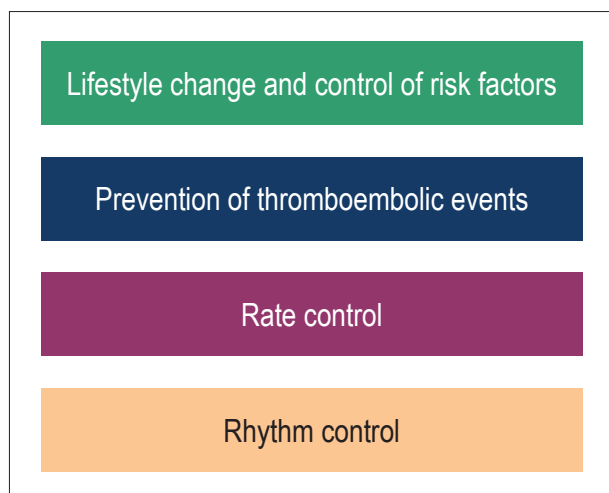 Lifestyle change and control of risk factors
Prevention of thromboembolic events
Rate control
Rhythm control